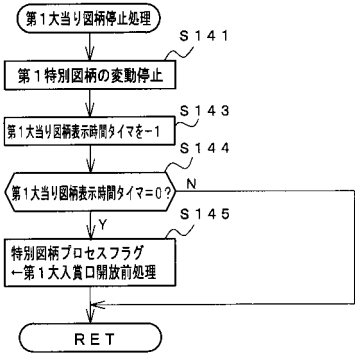 第1大当り図柄停止処理
S141
第1特別図柄の変動停止
S143
第1大当り図柄表示時間タイマを−1
S144
第1大当り図柄表示時間タイマ=0?
N
Y
S145
特別図柄プロセスフラグ
←第1大入賞口開放前処理
RET